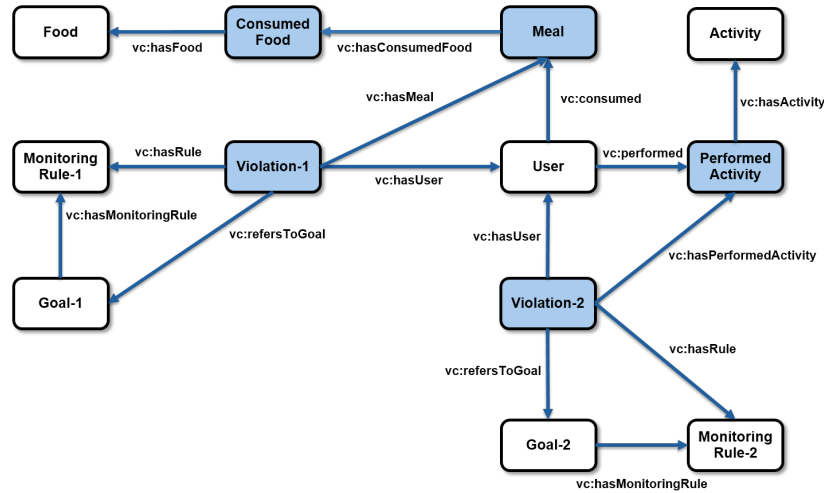 Food
Consumed
Food
Meal
Activity
vc:hasFood
vc:hasConsumedFood
vc:hasMeal
vc:consumed
vc:hasActivity
Monitoring
Rule-1
vc:hasRule
Violation-1
vc:hasUser
User
vc:performed
Performed
Activity
vc:hasMonitoringRule
vc:refersToGoal
vc:hasUser
vc:hasPerformedActivity
Goal-1
Violation-2
vc:hasRule
vc:refersToGoal
Goal-2
Monitoring
Rule-2
vc:hasMonitoringRule